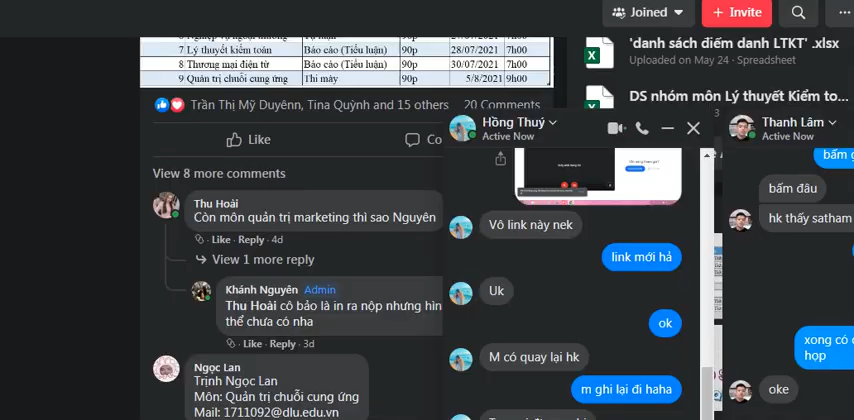 Joined
Invite
7 Lý thuyết kiểm toán Báo cáo (Tiểu luận) 90p 28/07/2021 7h00
8 Thương mại điện tử Báo cáo (Tiểu luận) 90p 30/07/2021 7h00
9 Quản trị chuỗi cung ứng Thi máy 90p 5/8/2021 9h00
Trần Thị Mỹ Duyênn, Tina Quỳnh and 15 others 20 Comments
Like
Co
View 8 more comments
Thu Hoài
Còn môn quản trị marketing thì sao Nguyên
Like · Reply · 4d
View 1 more reply
Khánh Nguyên Admin
Thu Hoài cô bảo là in ra nộp nhưng hìn
thể chưa có nha
Like · Reply · 3d
Ngọc Lan
Trịnh Ngọc Lan
Môn: Quản trị chuỗi cung ứng
Mail: 1711092@dlu.edu.vn
'danh sách điểm danh LTKT' .xlsx
Uploaded on May 24 · Spreadsheet
DS nhóm môn Lý thuyết Kiểm to...
Hồng Thuý
Active Now
Vô link này nek
link mới hả
Uk
ok
M có quay lại hk
m ghi lại đi haha
Thanh Lâm
Active Now
bấm g
bấm đâu
hk thấy satham
xong có c
họp
oke